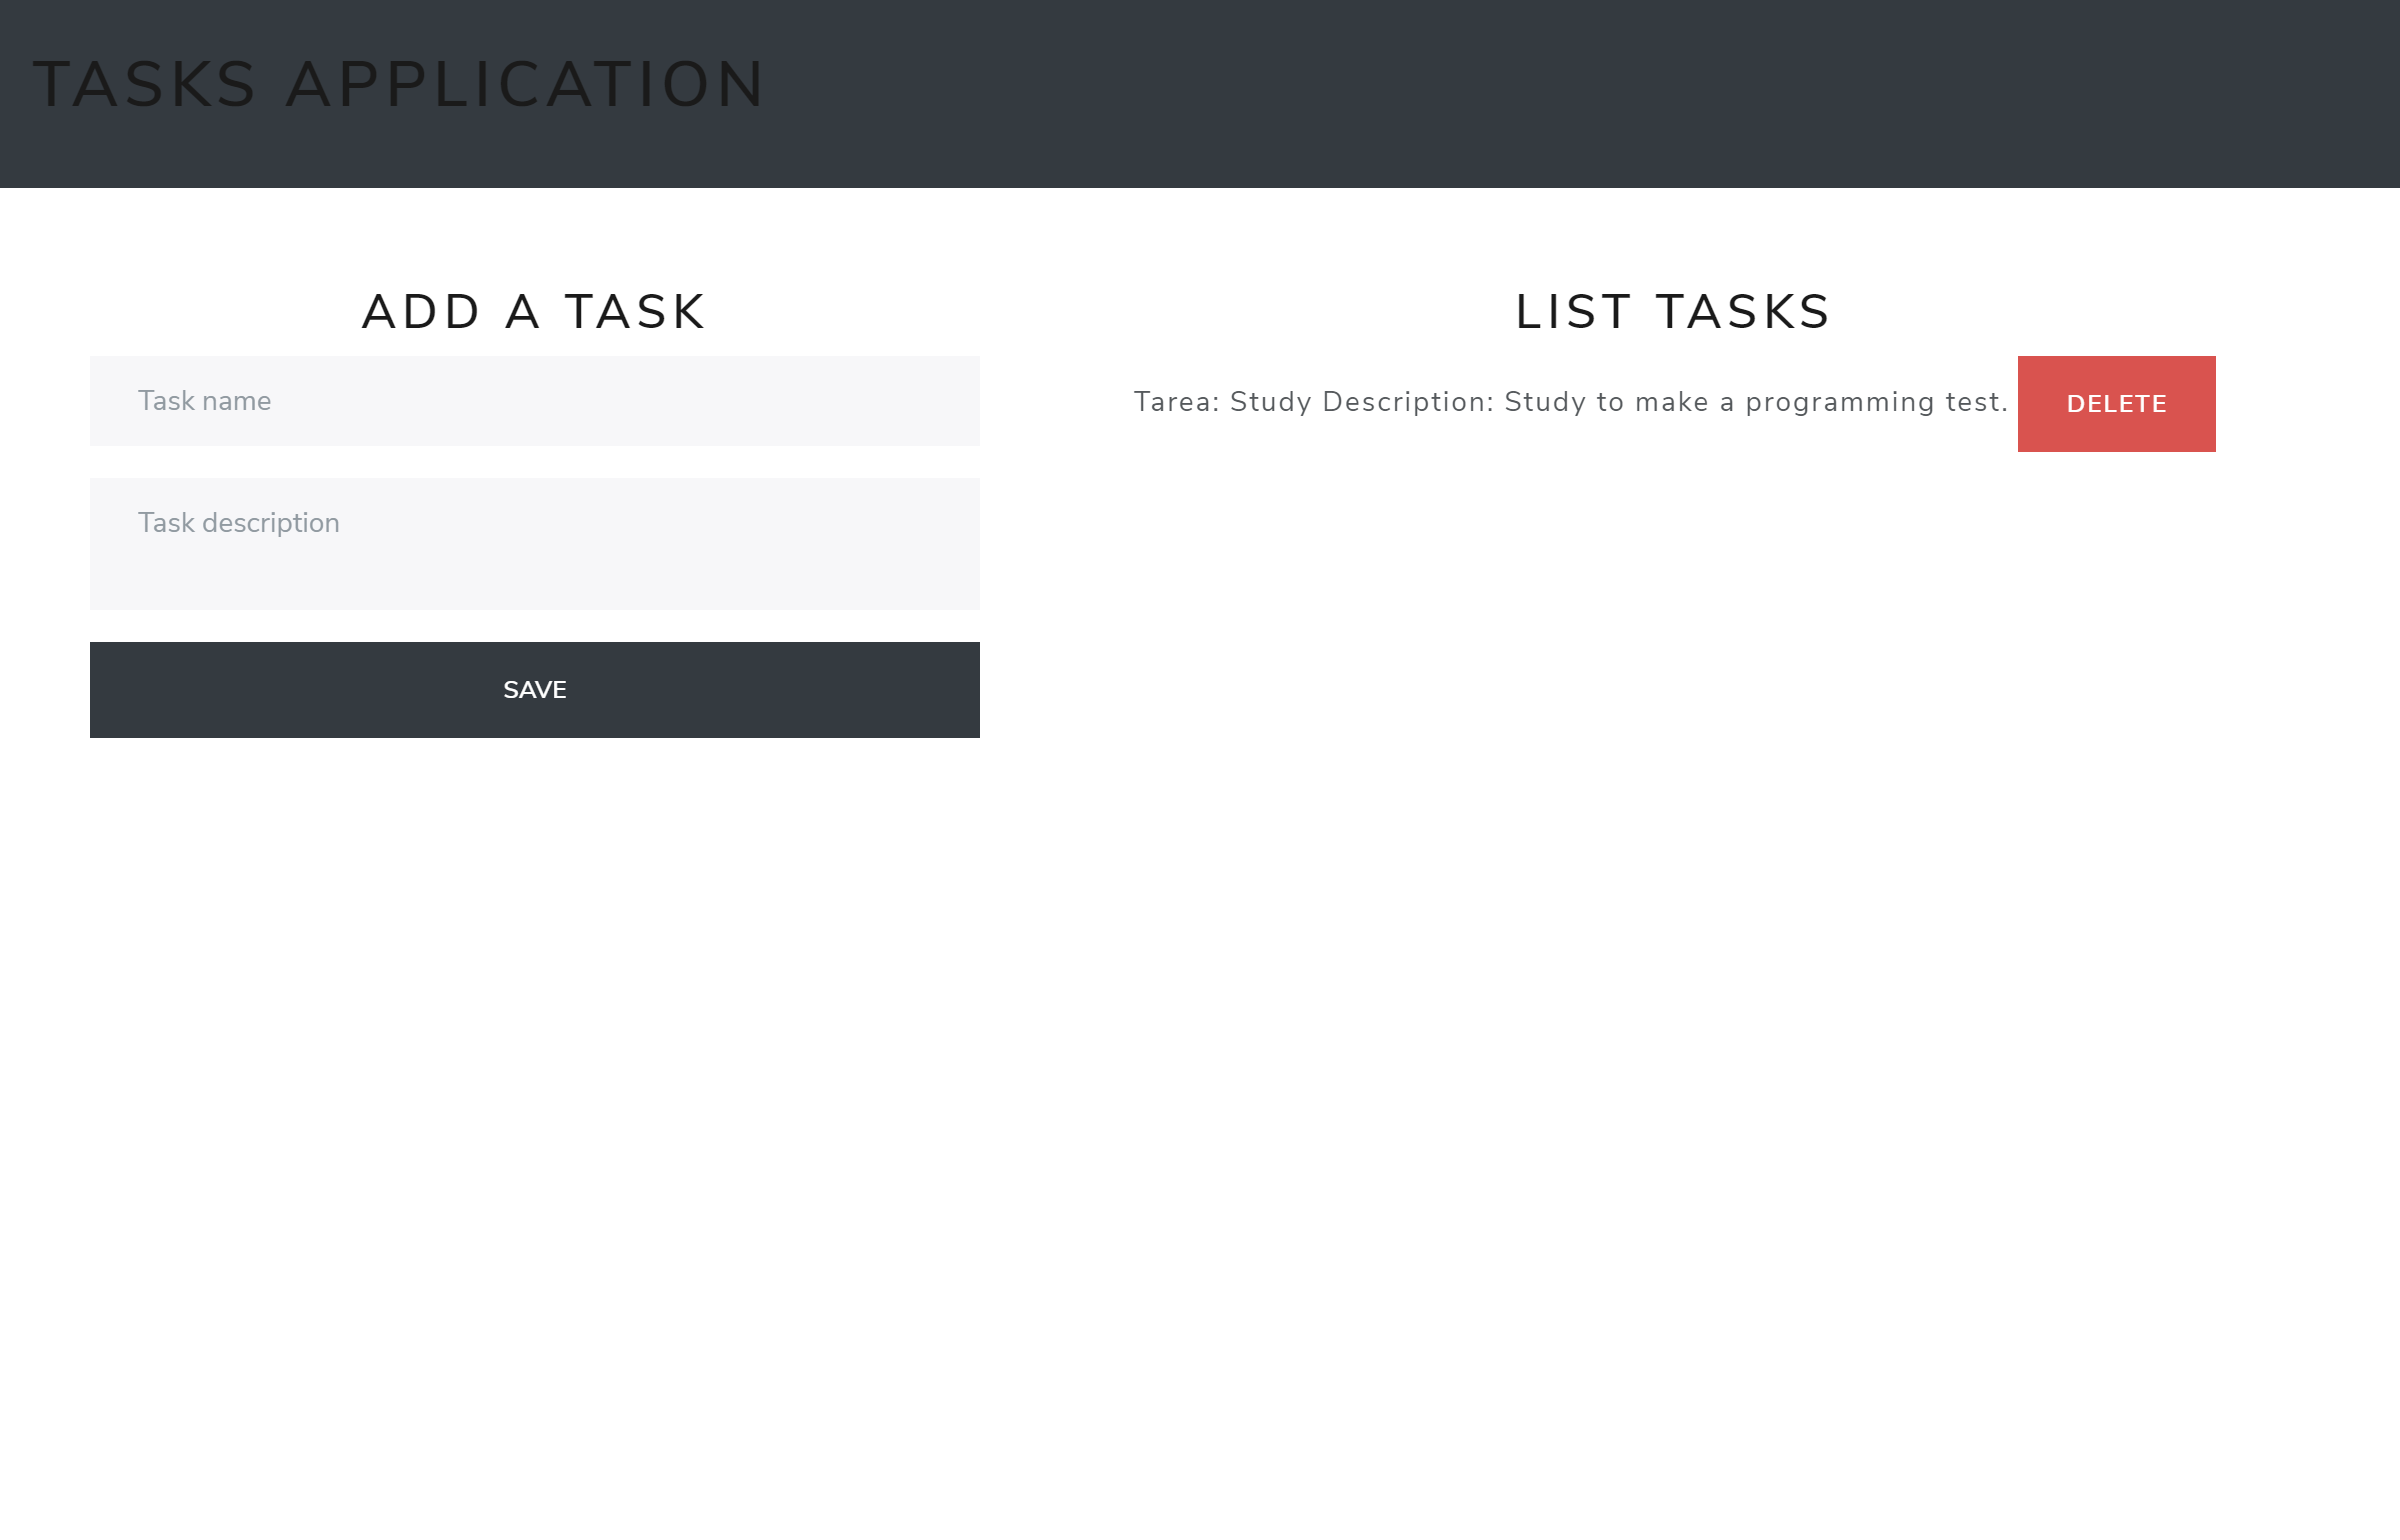 TASKS APPLICATION
ADD A TASK
Task name
Task description
SAVE
LIST TASKS
Tarea: Study Description: Study to make a programming test. DELETE